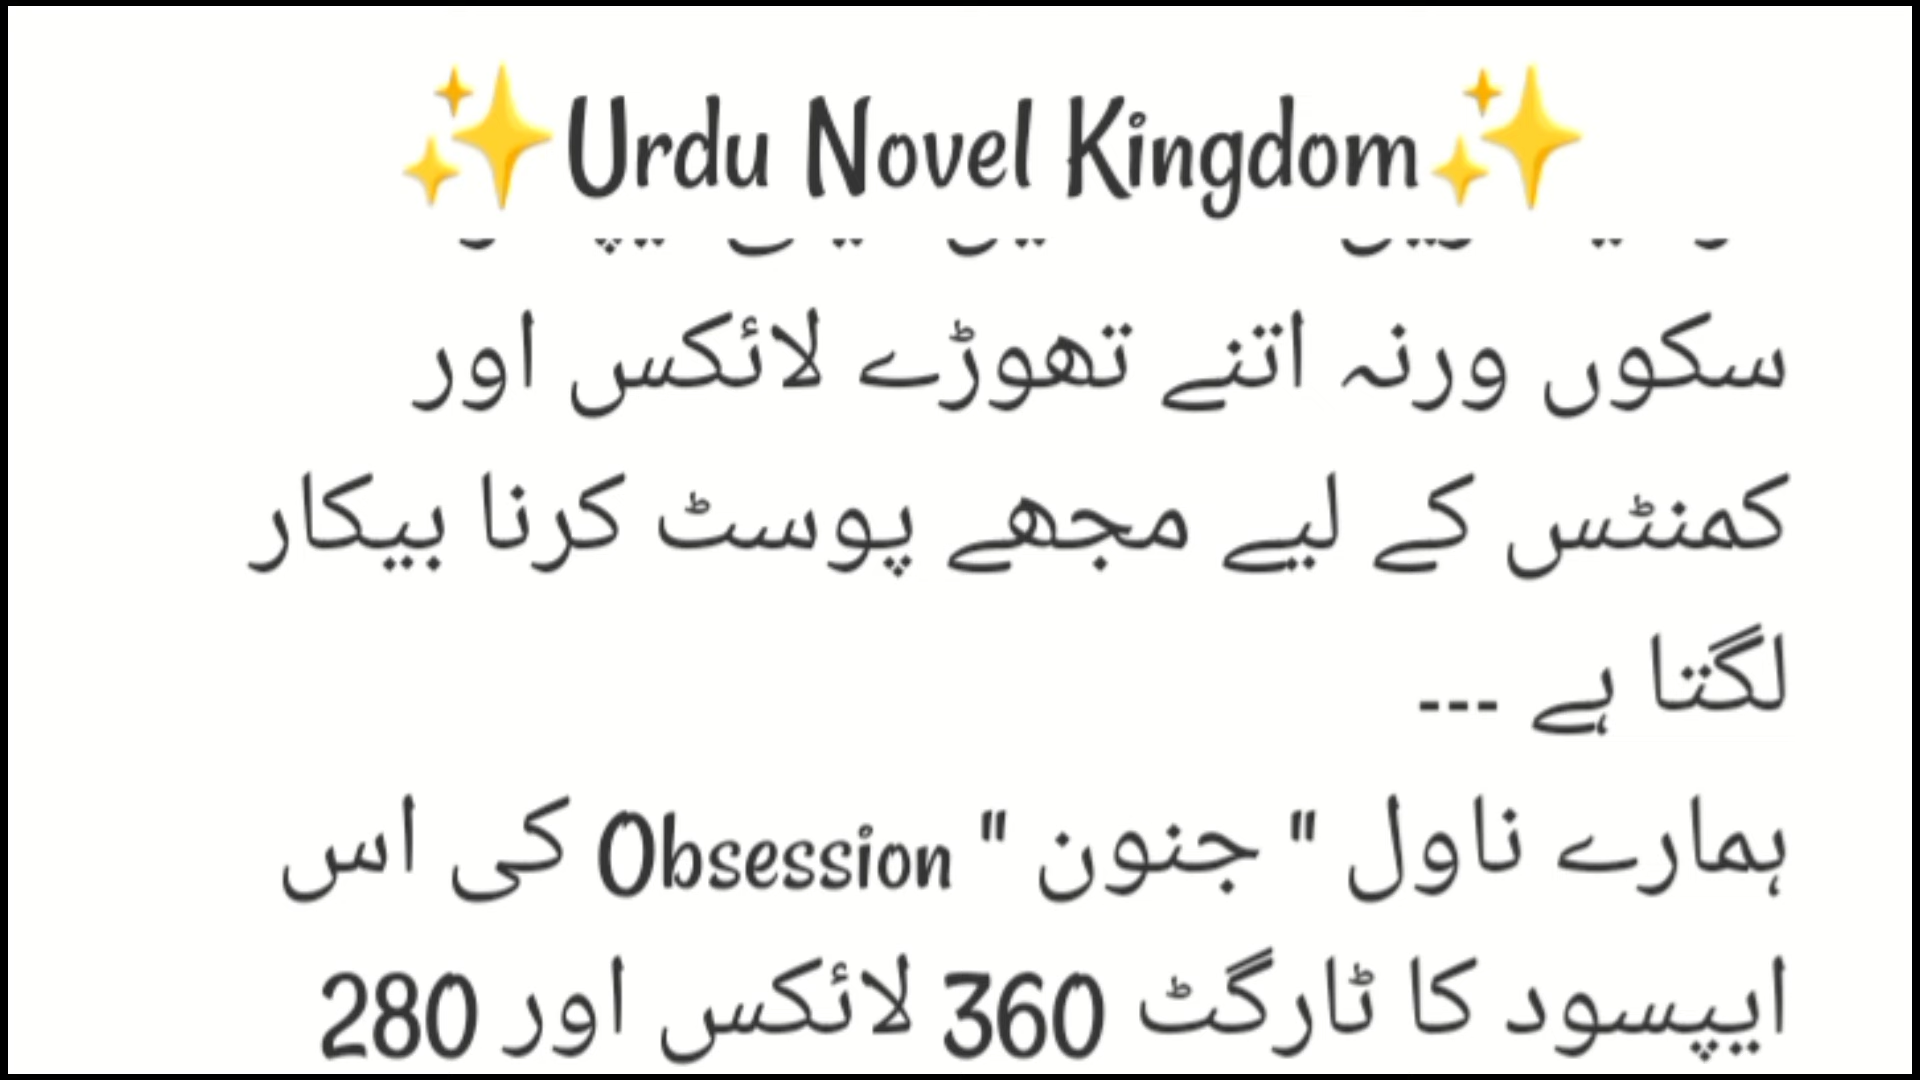 ✨Urdu Novel Kingdom✨
سکوں ورنہ اتنے تھوڑے لائکس اور
کمنٹس کے لیے مجھے پوسٹ کرنا بیکار
لگتا ہے ---
ہمارے ناول " جنون " Obsession کی اس
ایپسود کا ٹارگٹ 360 لائکس اور 280